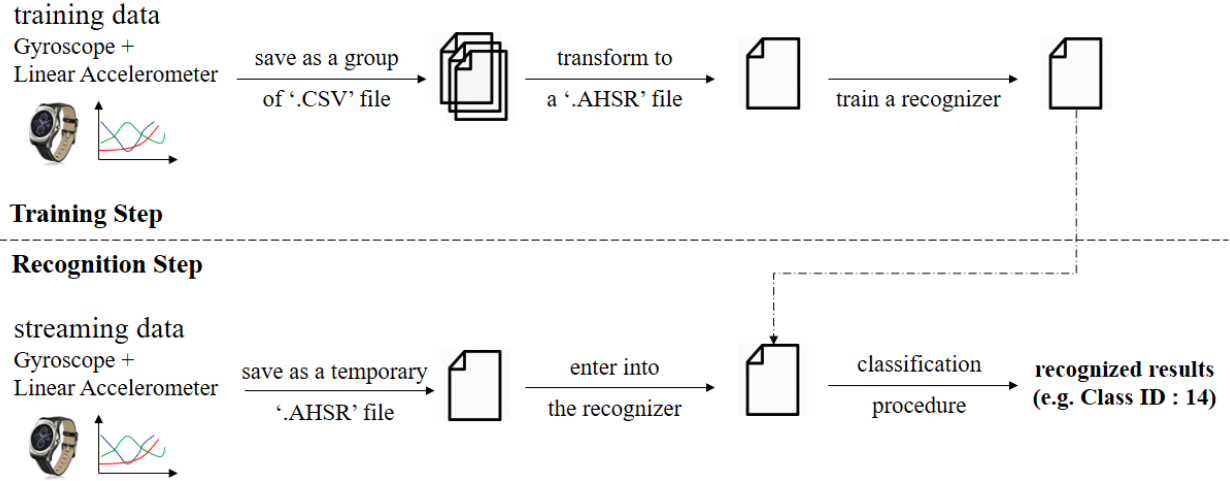 training data
Gyroscope +
Linear Accelerometer
save as a group
of ‘.CSV’ file
transform to
a ‘.AHSR’ file
train a recognizer
Training Step
Recognition Step
streaming data
Gyroscope +
Linear Accelerometer
save as a temporary
‘.AHSR’ file
enter into
the recognizer
classification
procedure
recognized results
(e.g. Class ID : 14)